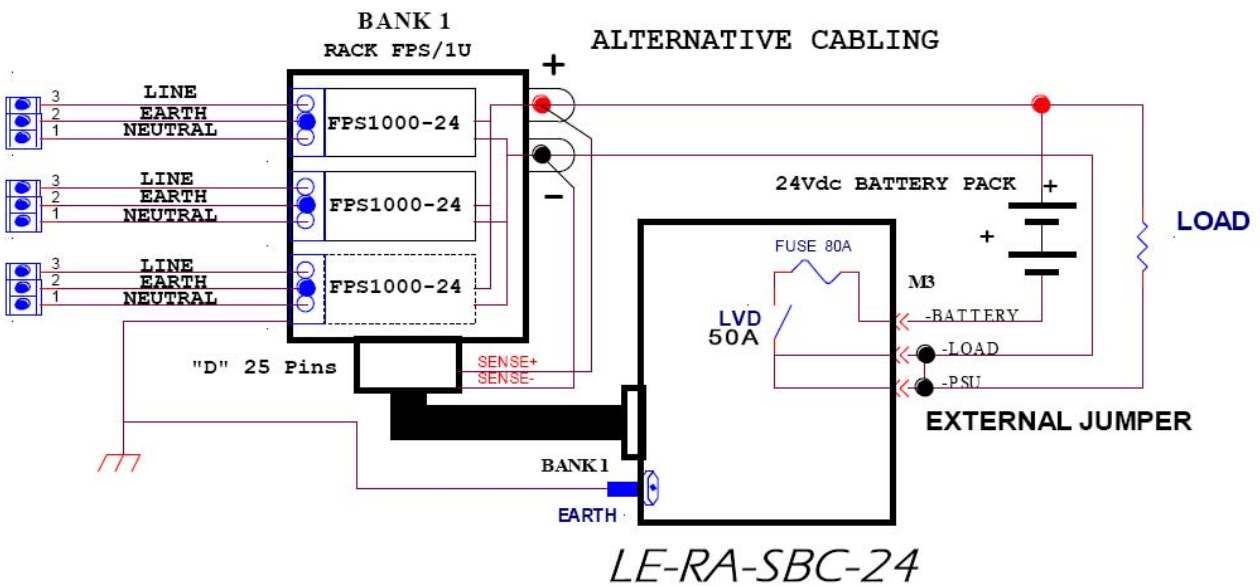 BANK 1
RACK FPS/1U
ALTERNATIVE CABLING
+
3 LINE
2 EARTH
1 NEUTRAL
FPS1000-24
-
3 LINE
2 EARTH
1 NEUTRAL
FPS1000-24
24Vdc BATTERY PACK +
+
LOAD
3 LINE
2 EARTH
1 NEUTRAL
FPS1000-24
FUSE 80A
M3
LVD
50A
-BATTERY
-LOAD
-PSU
"D" 25 Pins
SENSE+
SENSE-
EXTERNAL JUMPER
BANK1
EARTH
LE-RA-SBC-24